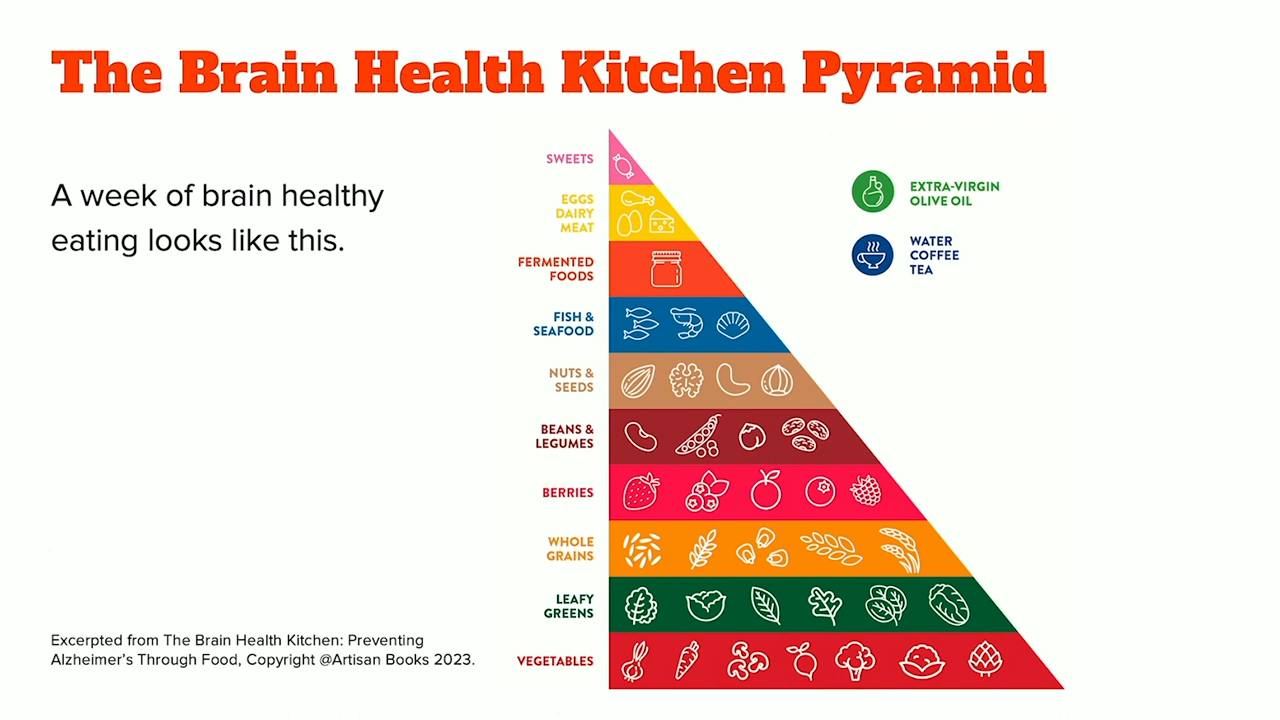 The Brain Health Kitchen Pyramid
A week of brain healthy
eating looks like this.
SWEETS
EGGS
DAIRY
MEAT
FERMENTED
FOODS
FISH &
SEAFOOD
NUTS &
SEEDS
BEANS &
LEGUMES
BERRIES
WHOLE
GRAINS
LEAFY
GREENS
VEGETABLES
EXTRA-VIRGIN
OLIVE OIL
WATER
COFFEE
TEA
Excerpted from The Brain Health Kitchen: Preventing
Alzheimer's Through Food, Copyright @Artisan Books 2023.